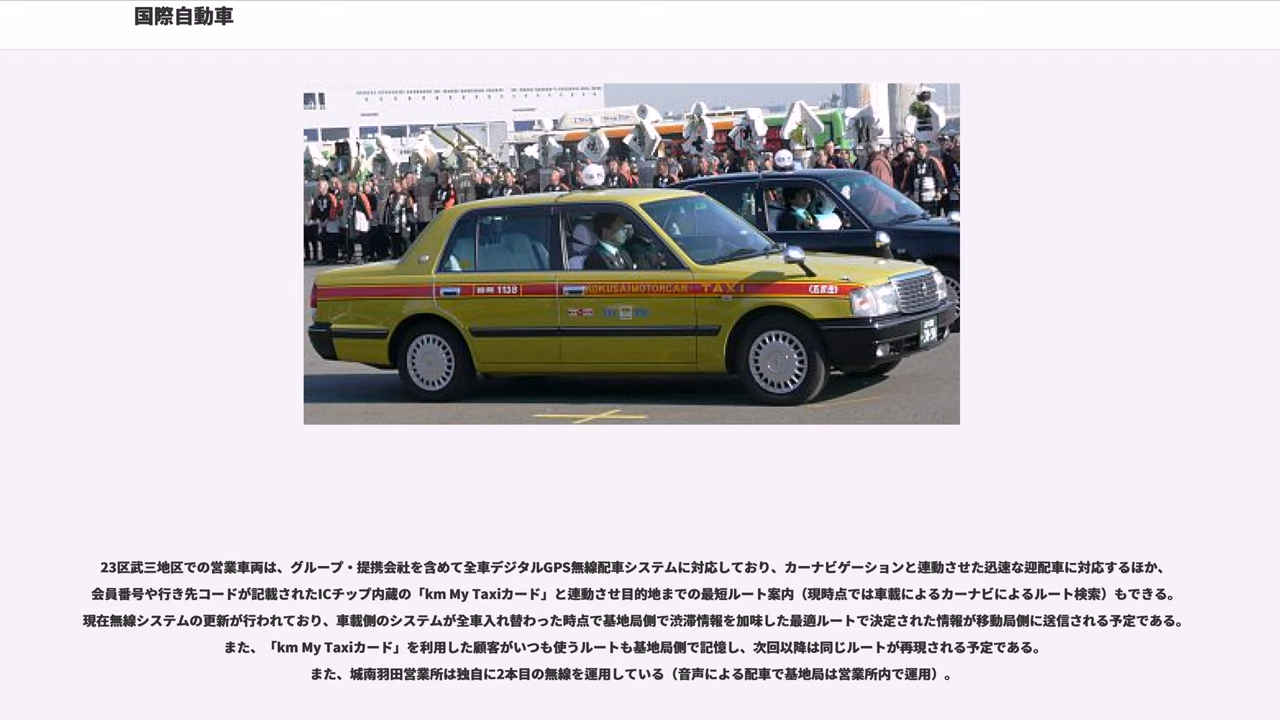 国際自動車
1138
KOKUSAIMOTORCAR TAXI
23区武三地区での営業車両は、グループ・提携会社を含めて全車デジタルGPS無線配車システムに対応しており、カーナビゲーションと連動させた迅速な迎配車に対応するほか、
会員番号や行き先コードが記載されたICチップ内蔵の「km My Taxiカード」と連動させ目的地までの最短ルート案内（現時点では車載によるカーナビによるルート検索）もできる。
現在無線システムの更新が行われており、車載側のシステムが全車入れ替わった時点で基地局側で渋滞情報を加味した最適ルートで決定された情報が移動局側に送信される予定である。
また、「km My Taxiカード」を利用した顧客がいつも使うルートも基地局側で記憶し、次回以降は同じルートが再現される予定である。
また、城南羽田営業所は独自に2本目の無線を運用している（音声による配車で基地局は営業所内で運用）。